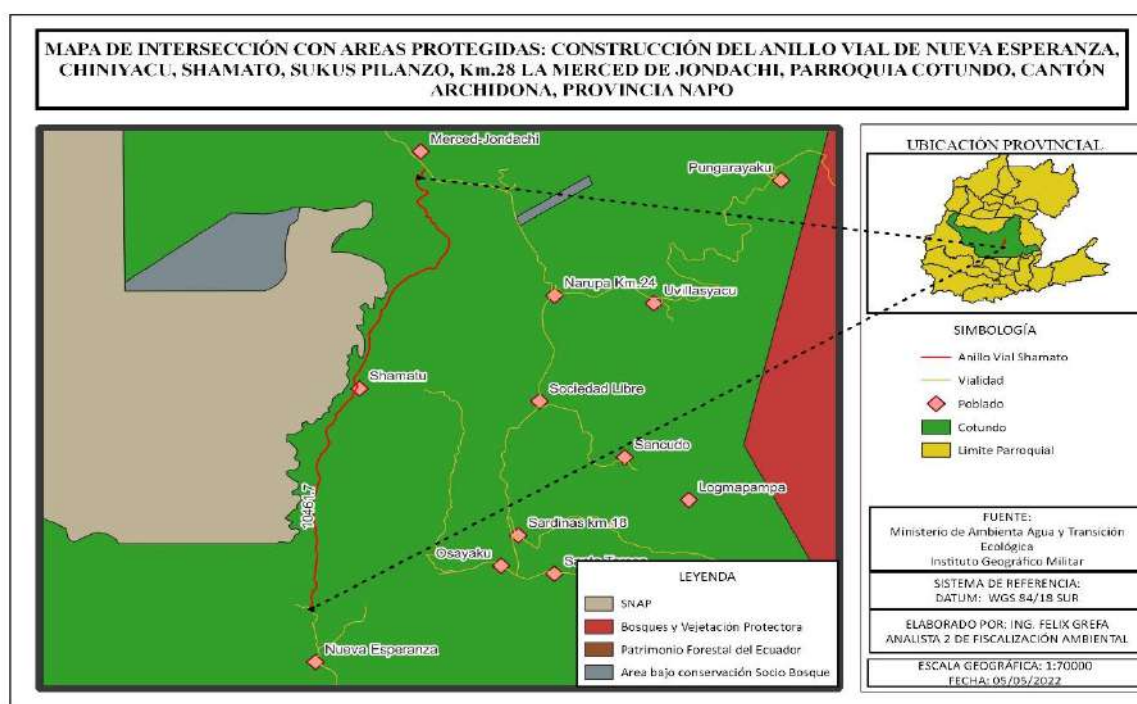 MAPA DE INTERSECCIÓN CON AREAS PROTEGIDAS: CONSTRUCCIÓN DEL ANILLO VIAL DE NUEVA ESPERANZA,
CHINIYACU, SHAMATO, SUKUS PILANZO, Km.28 LA MERCED DE JONDACHI, PARROQUIA COTUNDO, CANTÓN
ARCHIDONA, PROVINCIA NAPO
Merced-Jondachi
Pungarayaku
Narupa Km.24
Uvillasyacu
Shamatu
Sociedad Libre
Sancudo
Logmapampa
10461.7
Sardinas km.18
Osayaku
Nueva Esperanza
LEYENDA
SNAP
Bosques y Vejetación Protectora
Patrimonio Forestal del Ecuador
Area bajo conservación Socio Bosque
UBICACIÓN PROVINCIAL
SIMBOLOGÍA
Anillo Vial Shamato
Vialidad
Poblado
Cotundo
Limite Parroquial
FUENTE:
Ministerio de Ambienta Agua y Transición
Ecológica
Instituto Geográfico Militar
SISTEMA DE REFERENCIA:
DATUM: WGS 84/18 SUR
ELABORADO POR: ING. FELIX GREFA
ANALISTA 2 DE FISCALIZACIÓN AMBIENTAL
ESCALA GEOGRÁFICA: 1:70000
FECHA: 05/05/2022